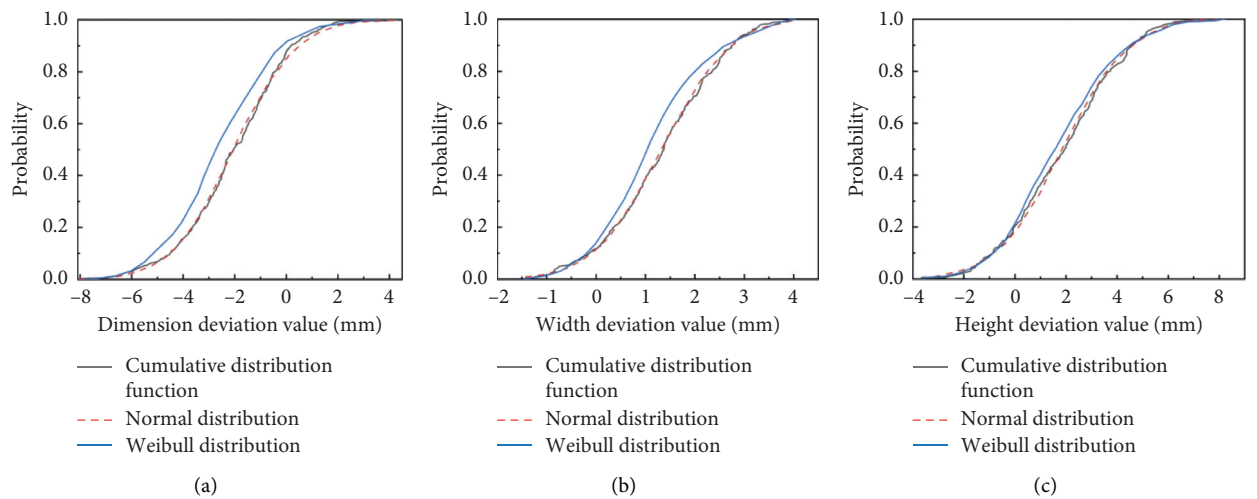 1.0
0.8
0.6
0.4
0.2
0.0
Probability
−8 −6 −4 −2 0 2 4
Dimension deviation value (mm)
Cumulative distribution
function
Normal distribution
Weibull distribution
(a)
1.0
0.8
0.6
0.4
0.2
0.0
Probability
−2 −1 0 1 2 3 4
Width deviation value (mm)
Cumulative distribution
function
Normal distribution
Weibull distribution
(b)
1.0
0.8
0.6
0.4
0.2
0.0
Probability
−4 −2 0 2 4 6 8
Height deviation value (mm)
Cumulative distribution
function
Normal distribution
Weibull distribution
(c)